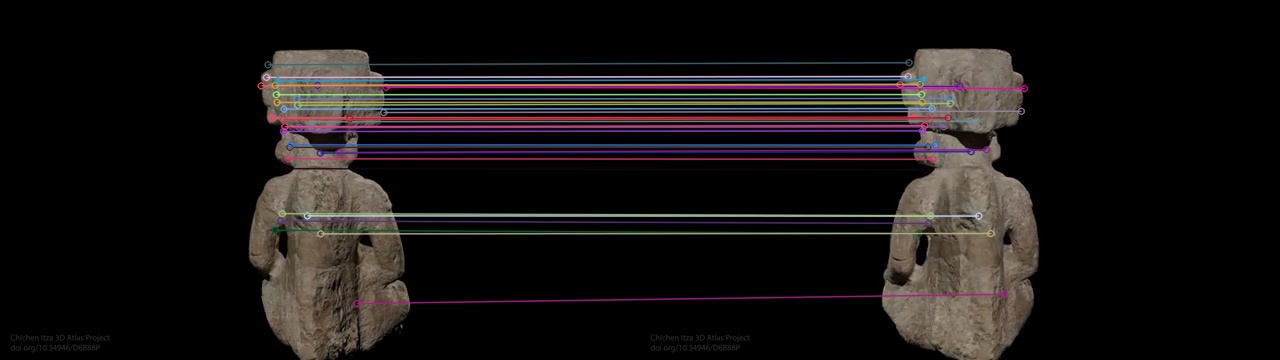 Chichen Itza 3D Atlas Project
doi.org/10.34946/D6B88P
Chichen Itza 3D Atlas Project
doi.org/10.34946/D6B88P